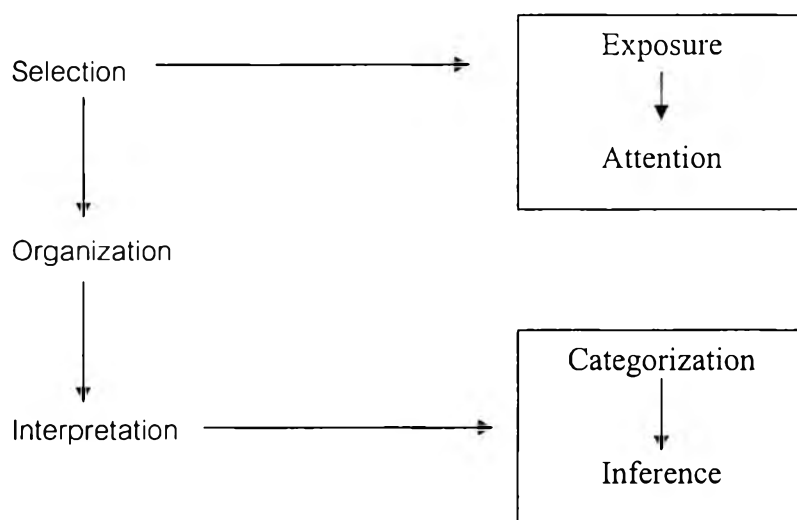 Selection
Exposure
Attention
Organization
Interpretation
Categorization
Inference